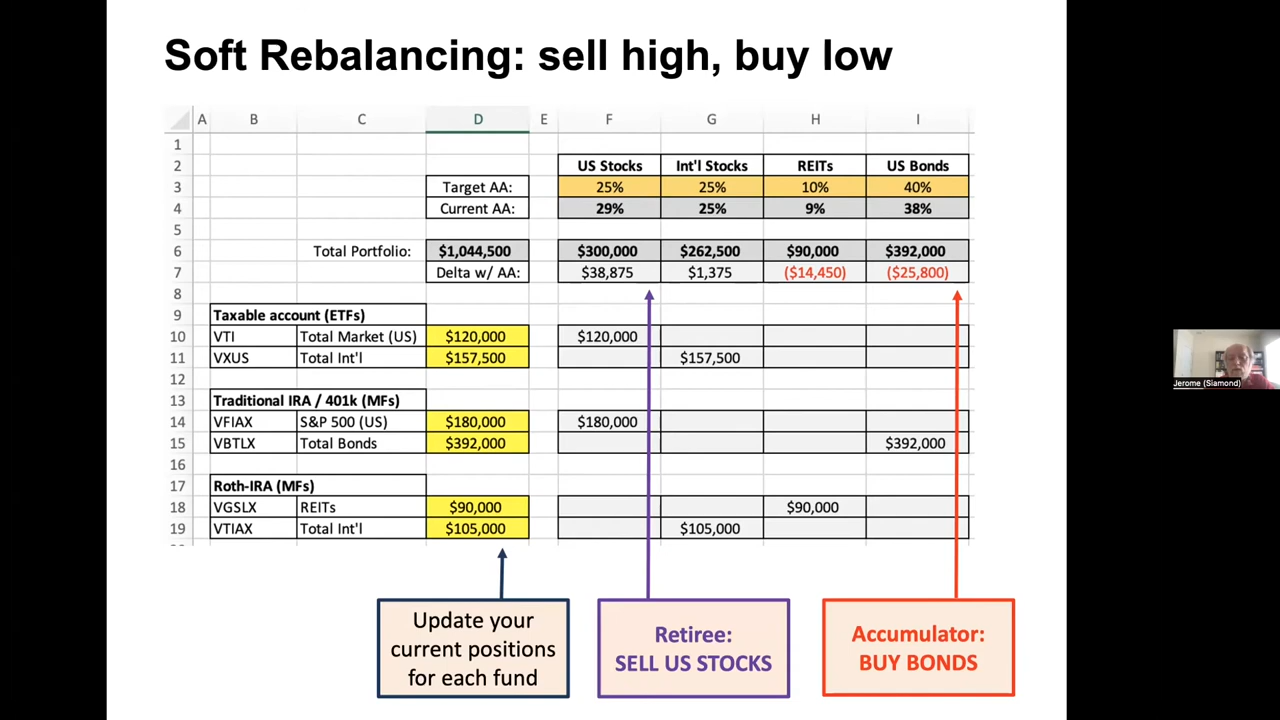 Soft Rebalancing: sell high, buy low
A B C D E F G H I
1
2 US Stocks Int'l Stocks REITs US Bonds
3 Target AA: 25% 25% 10% 40%
4 Current AA: 29% 25% 9% 38%
5
6 Total Portfolio: $1,044,500 $300,000 $262,500 $90,000 $392,000
7 Delta w/ AA: $38,875 $1,375 ($14,450) ($25,800)
8
9 Taxable account (ETFs)
10 VTI Total Market (US) $120,000 $120,000
11 VXUS Total Int'l $157,500 $157,500
12
13 Traditional IRA / 401k (MFs)
14 VFIAX S&P 500 (US) $180,000 $180,000
15 VBTLX Total Bonds $392,000 $392,000
16
17 Roth-IRA (MFs)
18 VGSLX REITs $90,000 $90,000
19 VTIAX Total Int'l $105,000 $105,000
Update your
current positions
for each fund
Retiree:
SELL US STOCKS
Accumulator:
BUY BONDS
Jerome (Siamond)